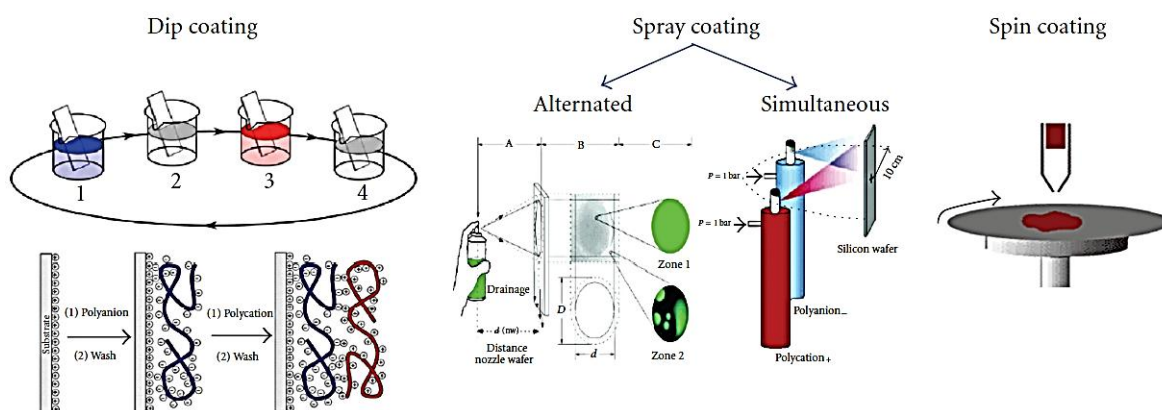 Dip coating
1
2
3
4
Substrate
(1) Polyanion
(2) Wash
(1) Polycation
(2) Wash
Spray coating
Alternated
Simultaneous
A
B
C
Drainage
d (nw)
Distance
nozzle wafer
D
d
Zone 1
Zone 2
P = 1 bar
P = 1 bar
10 cm
Silicon wafer
Polyanion−
Polycation+
Spin coating